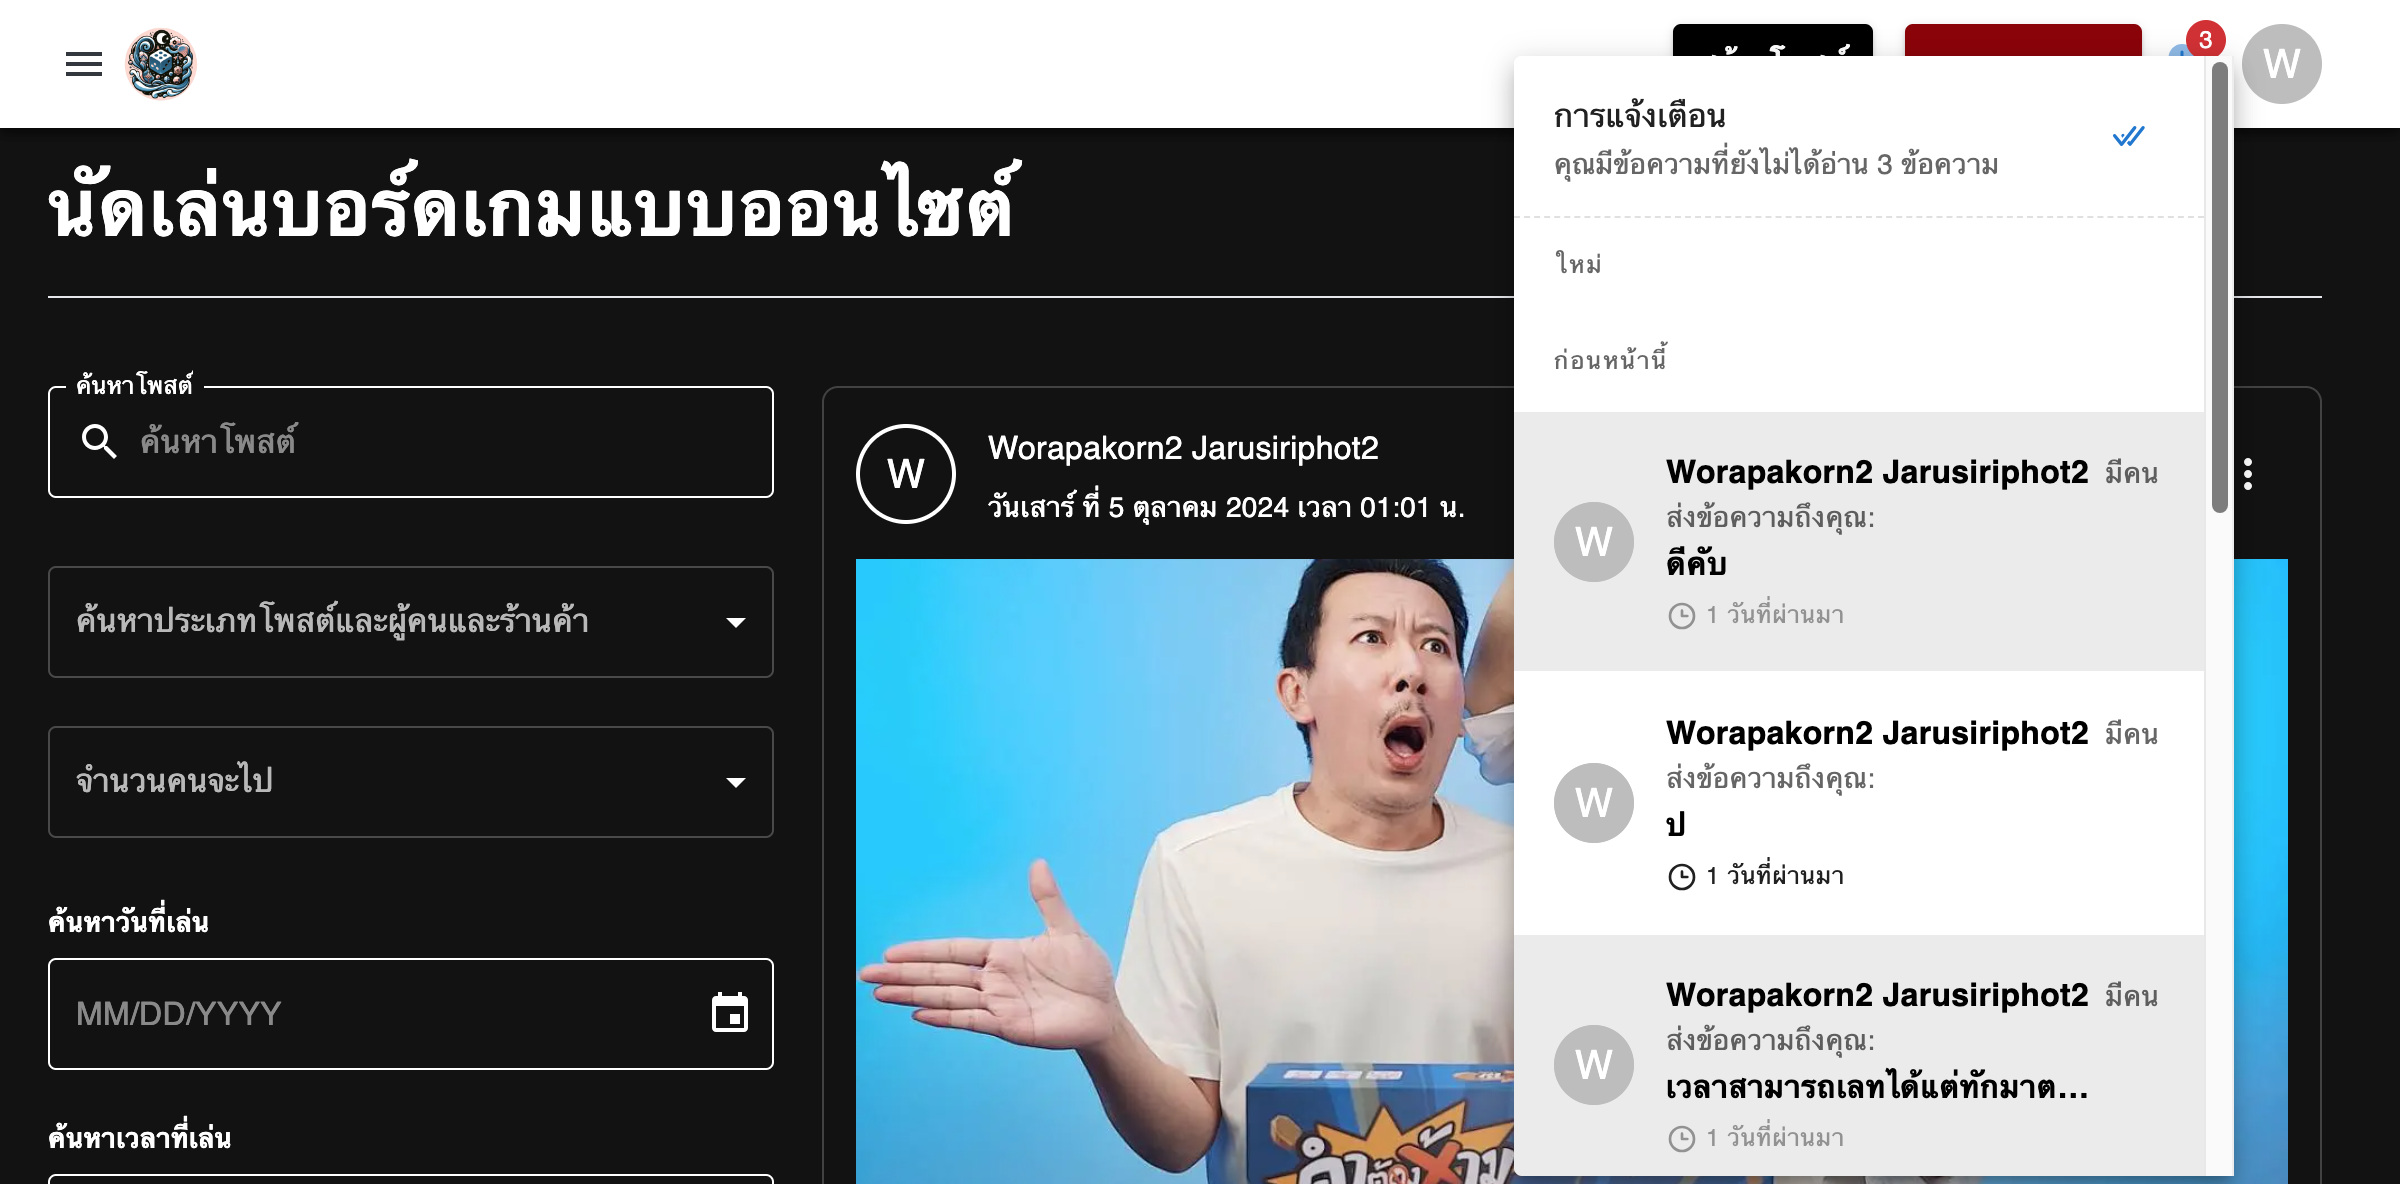 3
W
การแจ้งเตือน
คุณมีข้อความที่ยังไม่ได้อ่าน 3 ข้อความ
ใหม่
ก่อนหน้านี้
W
Worapakorn2 Jarusiriphot2 มีคน
ส่งข้อความถึงคุณ:
ดีคับ
1 วันที่ผ่านมา
W
Worapakorn2 Jarusiriphot2 มีคน
ส่งข้อความถึงคุณ:
ป
1 วันที่ผ่านมา
W
Worapakorn2 Jarusiriphot2 มีคน
ส่งข้อความถึงคุณ:
เวลาสามารถเลทได้แต่ทักมาต...
1 วันที่ผ่านมา
นัดเล่นบอร์ดเกมแบบออนไซต์
ค้นหาโพสต์
ค้นหาโพสต์
ค้นหาประเภทโพสต์และผู้คนและร้านค้า
จำนวนคนจะไป
ค้นหาวันที่เล่น
MM/DD/YYYY
ค้นหาเวลาที่เล่น
W
Worapakorn2 Jarusiriphot2
วันเสาร์ ที่ 5 ตุลาคม 2024 เวลา 01:01 น.
คำต้องห้าม